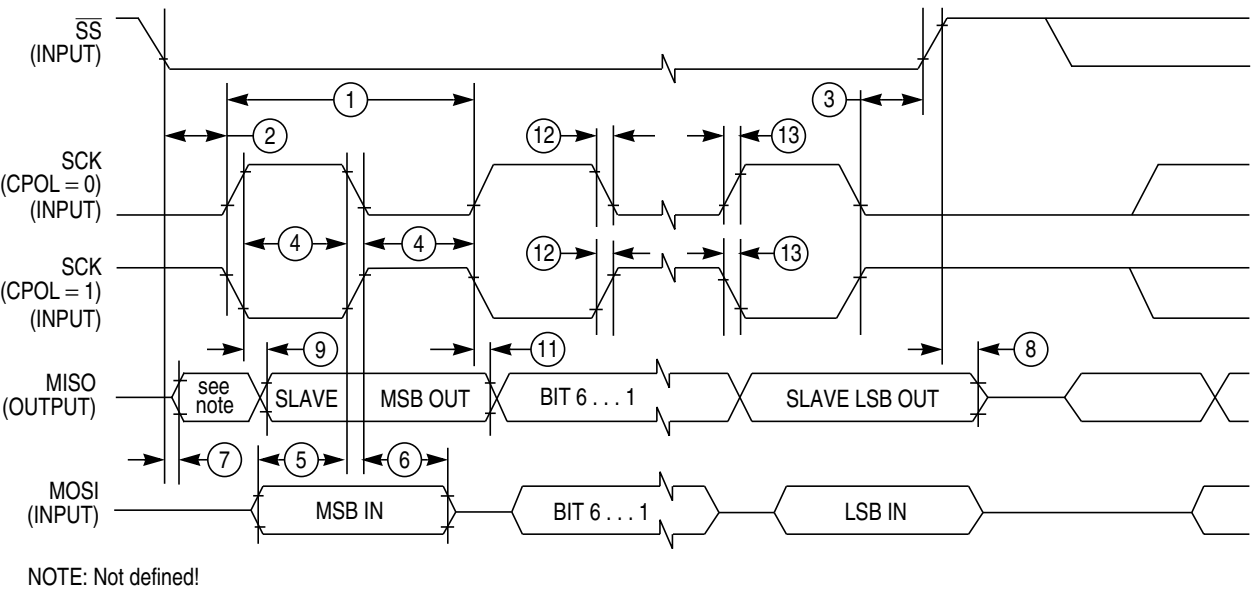 SS
(INPUT)
1
3
2
12
13
SCK
(CPOL = 0)
(INPUT)
4
4
12
13
SCK
(CPOL = 1)
(INPUT)
9
11
8
MISO
(OUTPUT)
see
note
SLAVE
MSB OUT
BIT 6 . . . 1
SLAVE LSB OUT
7
5
6
MOSI
(INPUT)
MSB IN
BIT 6 . . . 1
LSB IN
NOTE: Not defined!